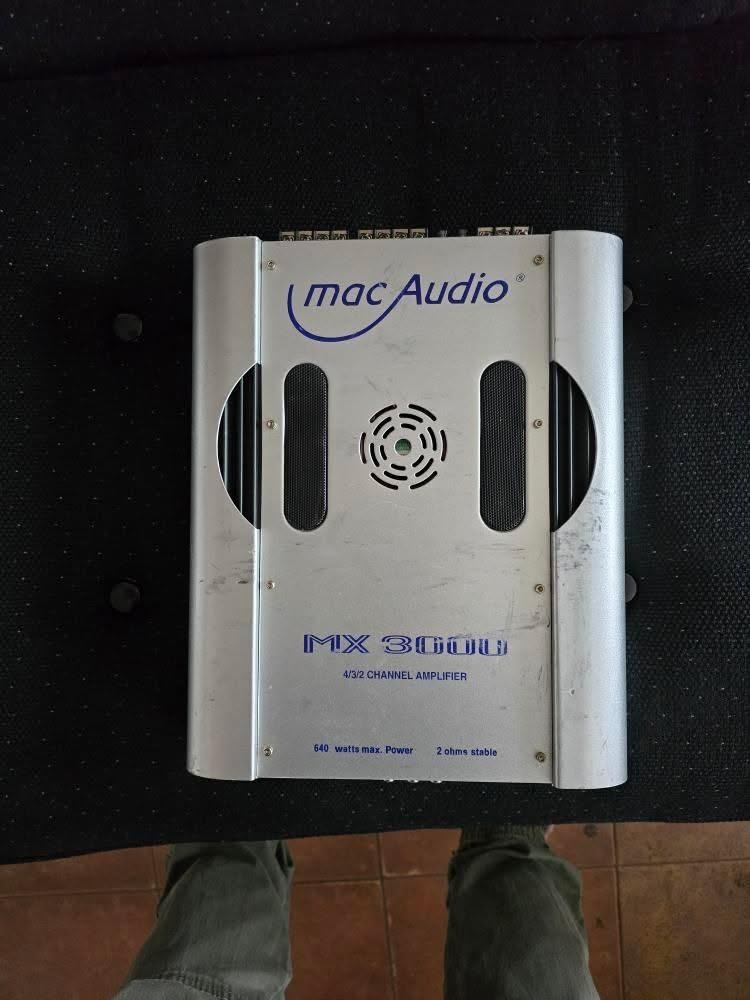 mac Audio ®
MX 3000
4/3/2 CHANNEL AMPLIFIER
640 watts max. Power 2 ohms stable